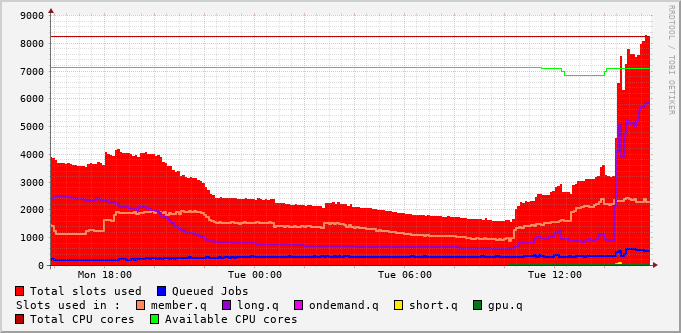 9000
8000
7000
6000
5000
4000
3000
2000
1000
0
Mon 18:00 Tue 00:00 Tue 06:00 Tue 12:00
RRDTOOL / TOBI OETIKER
Total slots used Queued Jobs
Slots used in : member.q long.q ondemand.q short.q gpu.q
Total CPU cores Available CPU cores